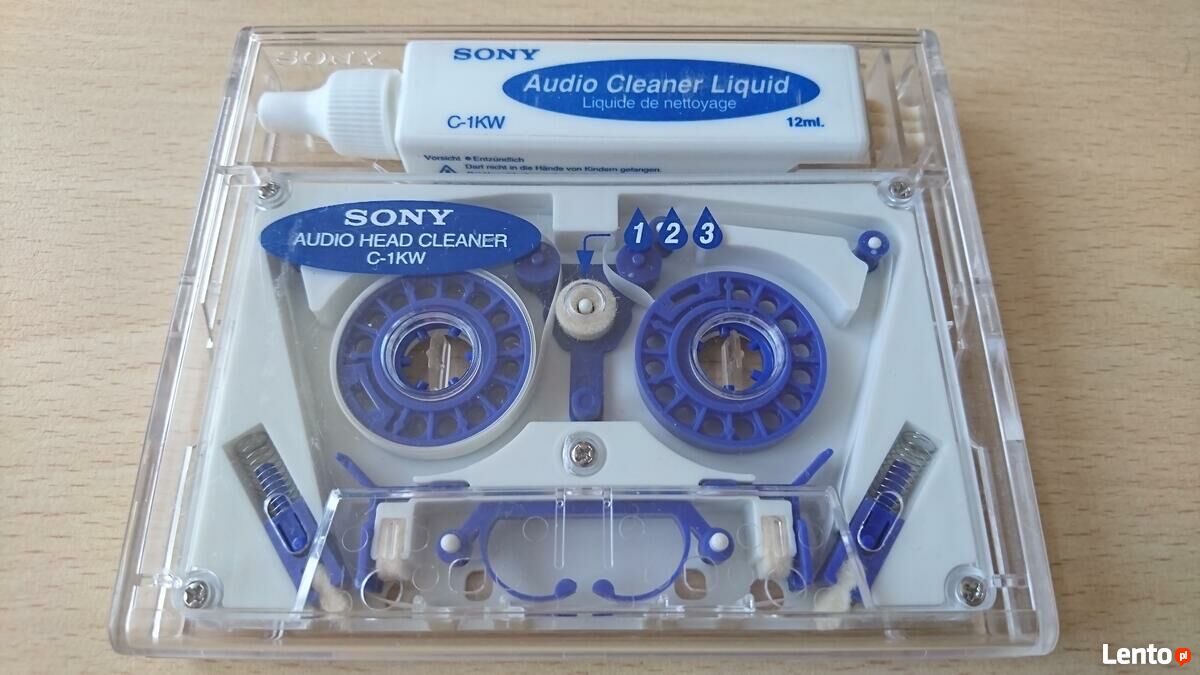 SONY
SONY
Audio Cleaner Liquid
Liquide de nettoyage
C-1KW
12ml.
Vorsicht ● Entzündlich
Darf nicht in die Hände von Kindern gelangen.
SONY
AUDIO HEAD CLEANER
C-1KW
1 2 3
Lento pl